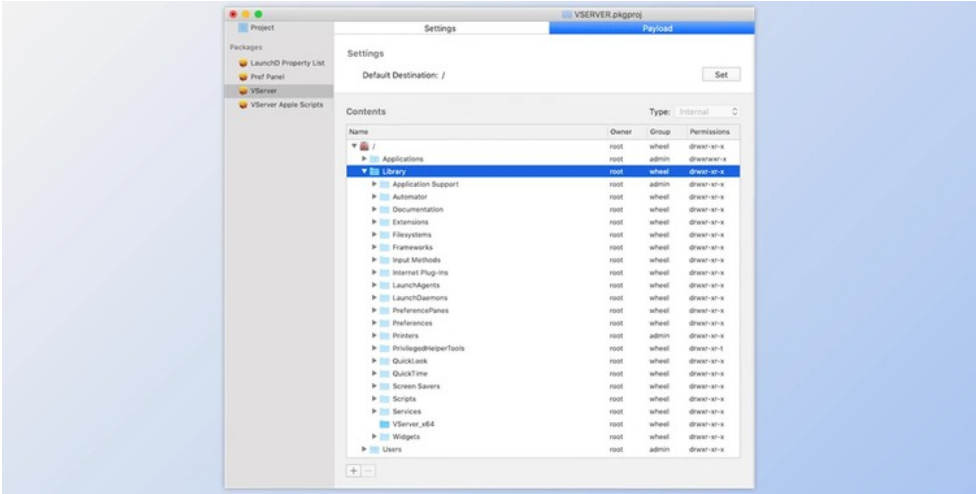 VSERVER.pkgproj
Project
Settings
Payload
Packages
LaunchD Property List
Pref Panel
VServer
VServer Apple Scripts
Settings
Default Destination: /
Set
Contents
Type: Internal
Name Owner Group Permissions
/ root wheel drwxr-xr-x
Applications root admin drwxrwxr-x
Library root wheel drwxr-xr-x
Application Support root admin drwxr-xr-x
Automator root wheel drwxr-xr-x
Documentation root wheel drwxr-xr-x
Extensions root wheel drwxr-xr-x
Filesystems root wheel drwxr-xr-x
Frameworks root wheel drwxr-xr-x
Input Methods root wheel drwxr-xr-x
Internet Plug-Ins root wheel drwxr-xr-x
LaunchAgents root wheel drwxr-xr-x
LaunchDaemons root wheel drwxr-xr-x
PreferencePanes root wheel drwxr-xr-x
Preferences root wheel drwxr-xr-x
Printers root admin drwxr-xr-x
PrivilegedHelperTools root wheel drwxr-xr-t
QuickLook root wheel drwxr-xr-x
QuickTime root wheel drwxr-xr-x
Screen Savers root wheel drwxr-xr-x
Scripts root wheel drwxr-xr-x
Services root wheel drwxr-xr-x
VServer_x64 root wheel drwxr-xr-x
Widgets root wheel drwxr-xr-x
Users root admin drwxr-xr-x